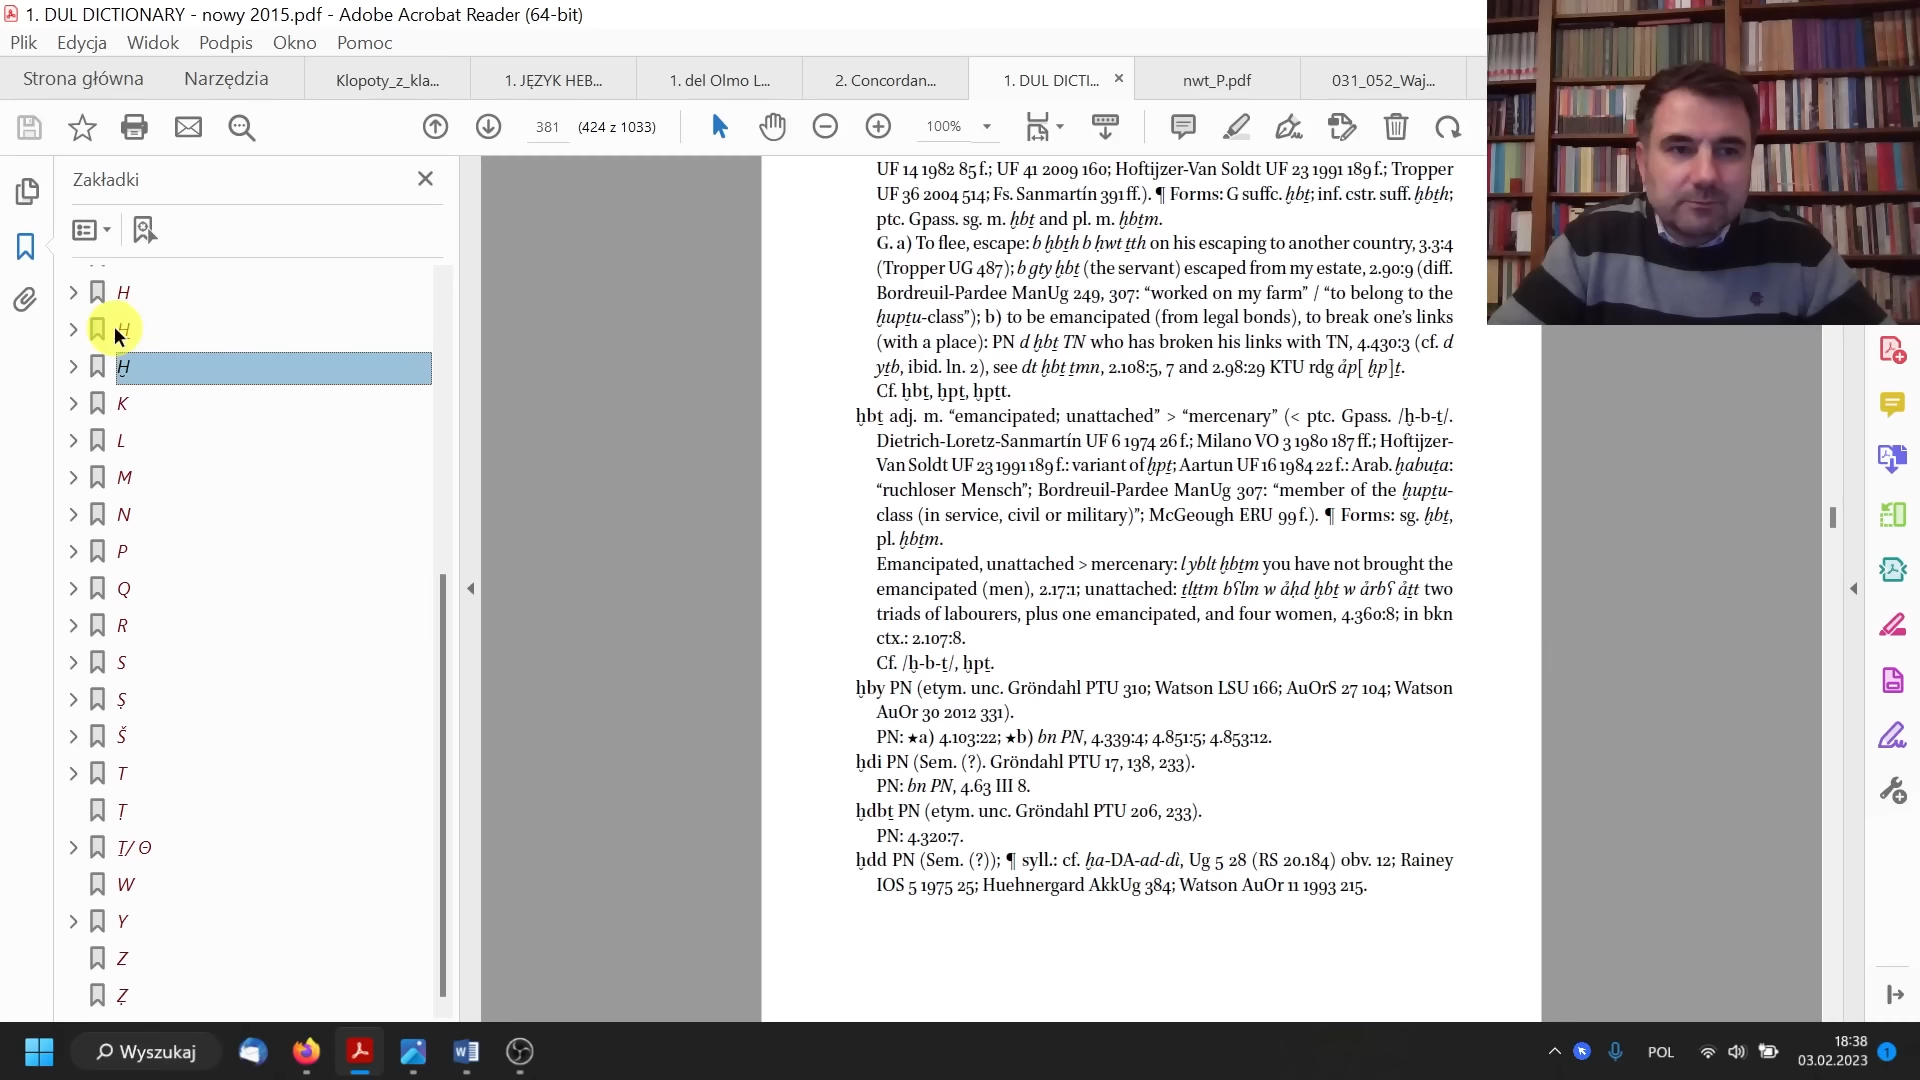 1. DUL DICTIONARY - nowy 2015.pdf - Adobe Acrobat Reader (64-bit)
Plik Edycja Widok Podpis Okno Pomoc
Strona główna Narzędzia Klopoty_z_kla... 1. JĘZYK HEB... 1. del Olmo L... 2. Concordan... 1. DUL DICTI... nwt_P.pdf 031_052_Waj...
381 (424 z 1033) 100%
Zakładki
H
Ḥ
Ḫ
K
L
M
N
P
Q
R
S
Ṣ
Š
T
Ṭ
Ṯ/ Θ
W
Y
Z
Ẓ
UF 14 1982 85 f.; UF 41 2009 160; Hoftijzer-Van Soldt UF 23 1991 189 f.; Tropper
UF 36 2004 514; Fs. Sanmartín 391 ff.). ¶ Forms: G suffc. ḫbṯ; inf. cstr. suff. ḫbṯh;
ptc. Gpass. sg. m. ḫbṯ and pl. m. ḫbṯm.
G. a) To flee, escape: b ḫbṯh b ḥwt ṯth on his escaping to another country, 3.3:4
(Tropper UG 487); b gty ḫbṯ (the servant) escaped from my estate, 2.90:9 (diff.
Bordreuil-Pardee ManUg 249, 307: “worked on my farm” / “to belong to the
ḫupṯu-class”); b) to be emancipated (from legal bonds), to break one’s links
(with a place): PN d ḫbṯ TN who has broken his links with TN, 4.430:3 (cf. d
yṯb, ibid. ln. 2), see dt ḫbṯ ṯmn, 2.108:5, 7 and 2.98:29 KTU rdg ảp[ ḫp]ṯ.
Cf. ḫbṯ, ḫpṯ, ḫpṯt.
ḫbṯ adj. m. “emancipated; unattached” > “mercenary” (< ptc. Gpass. /ḫ-b-ṯ/.
Dietrich-Loretz-Sanmartín UF 6 1974 26 f.; Milano VO 3 1980 187 ff.; Hoftijzer-
Van Soldt UF 23 1991 189 f.: variant of ḫpṯ; Aartun UF 16 1984 22 f.: Arab. ḫabuṯa:
“ruchloser Mensch”; Bordreuil-Pardee ManUg 307: “member of the ḫupṯu-
class (in service, civil or military)”; McGeough ERU 99 f.). ¶ Forms: sg. ḫbṯ,
pl. ḫbṯm.
Emancipated, unattached > mercenary: l yblt ḫbṯm you have not brought the
emancipated (men), 2.17:1; unattached: ṯlṯtm bʕlm w ảḥd ḫbṯ w ảrbʕ ảṯt two
triads of labourers, plus one emancipated, and four women, 4.360:8; in bkn
ctx.: 2.107:8.
Cf. /ḫ-b-ṯ/, ḫpṯ.
ḫby PN (etym. unc. Gröndahl PTU 310; Watson LSU 166; AuOrS 27 104; Watson
AuOr 30 2012 331).
PN: ★a) 4.103:22; ★b) bn PN, 4.339:4; 4.851:5; 4.853:12.
ḫdi PN (Sem. (?). Gröndahl PTU 17, 138, 233).
PN: bn PN, 4.63 III 8.
ḫdbṯ PN (etym. unc. Gröndahl PTU 206, 233).
PN: 4.320:7.
ḫdd PN (Sem. (?)); ¶ syll.: cf. ḫa-DA-ad-dì, Ug 5 28 (RS 20.184) obv. 12; Rainey
IOS 5 1975 25; Huehnergard AkkUg 384; Watson AuOr 11 1993 215.
Wyszukaj
POL
18:38
03.02.2023
1